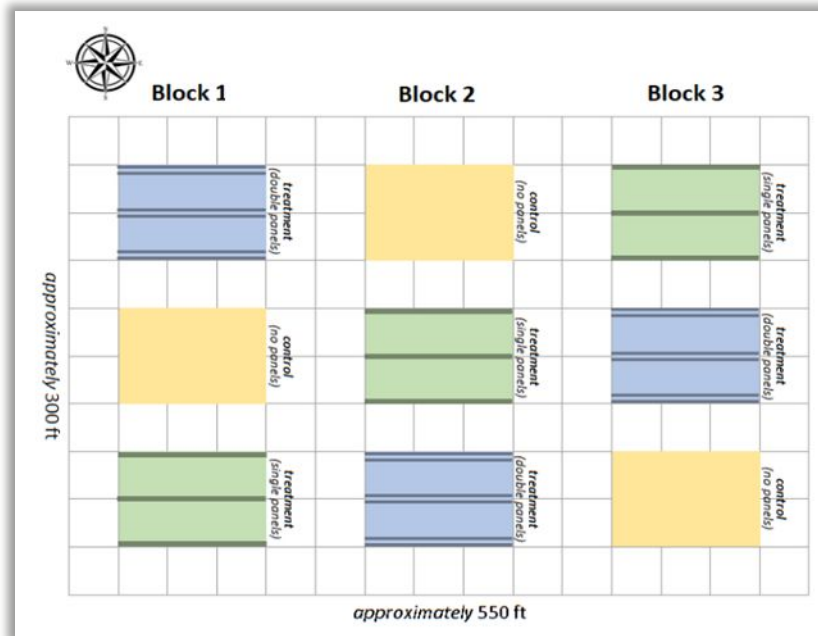 Block 1
Block 2
Block 3
treatment
(double panels)
control
(no panels)
treatment
(single panels)
control
(no panels)
treatment
(single panels)
treatment
(double panels)
treatment
(single panels)
treatment
(double panels)
control
(no panels)
approximately 300 ft
approximately 550 ft